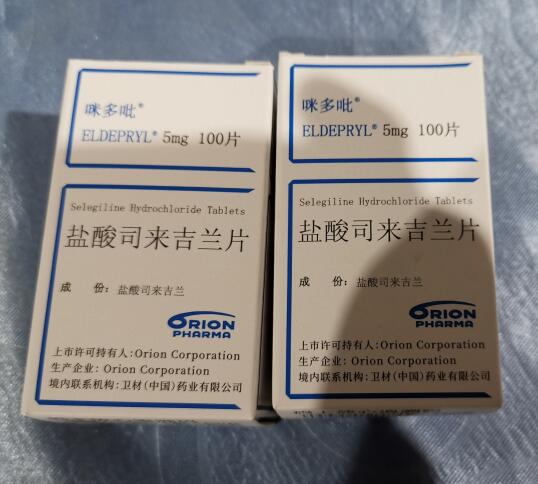 咪多吡®
ELDEPRYL® 5mg 100片
Selegiline Hydrochloride Tablets
盐酸司来吉兰片
成 份: 盐酸司来吉兰
ORION
PHARMA
上市许可持有人: Orion Corporation
生产企业: Orion Corporation
境内联系机构: 卫材(中国)药业有限公司
咪多吡®
ELDEPRYL® 5mg 100片
Selegiline Hydrochloride Tablets
盐酸司来吉兰片
成 份: 盐酸司来吉兰
ORION
PHARMA
上市许可持有人: Orion Corporation
生产企业: Orion Corporation
境内联系机构: 卫材(中国)药业有限公司